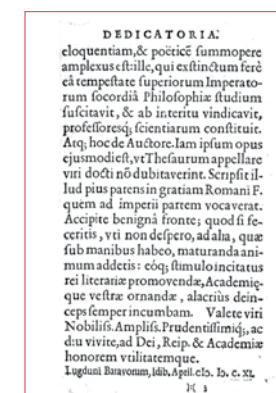 DEDICATORIA.
eloquentiam,& poëticē ſummopere
amplexus eſt:ille, qui exſtinctum ferè
eâ tempeſtate ſuperiorum Imperato-
rum ſocordiâ Philoſophiæ ſtudium
ſuſcitavit, & ab interitu vindicavit,
profeſſoresq; ſcientiarum conſtituit.
Atq; hoc de Auctore. Iam ipſum opus
ejusmodi eſt, vt Theſaurum appellare
viri docti nō dubitaverint. Scripſit il-
lud pius parens in gratiam Romani F.
quem ad imperii partem vocaverat.
Accipite benignâ fronte; quod ſi fe-
ceritis, vti non deſpero, ad alia, quæ
ſub manibus habeo, maturanda ani-
mum addetis: eóq; ſtimulo incitatus
rei literariæ promovendæ, Academię-
que veſtræ ornandæ, alacriùs dein-
ceps ſemper incumbam. Valete viri
Nobiliſs. Ampliſs. Prudentiſſimiq;, ac
diu vivite, ad Dei, Reip. & Academiæ
honorem vtilitatemque.
Lugduni Batavorum, Idib. April. cIɔ. Iɔ. c. XI.
)( 3